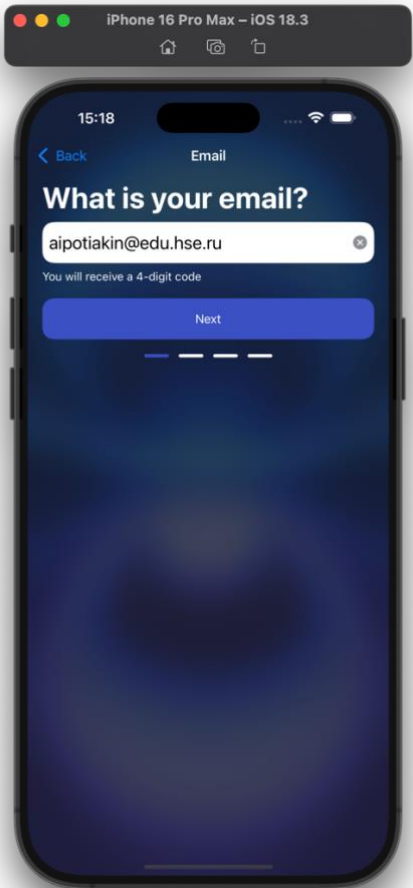 iPhone 16 Pro Max – iOS 18.3
15:18
Back
Email
What is your email?
aipotiakin@edu.hse.ru
You will receive a 4-digit code
Next